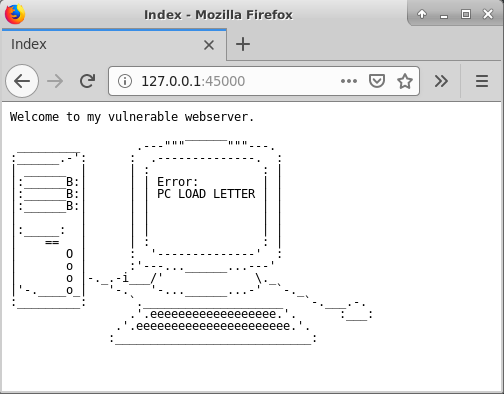 Index - Mozilla Firefox
Index
127.0.0.1:45000
Welcome to my vulnerable webserver.
Error:
PC LOAD LETTER